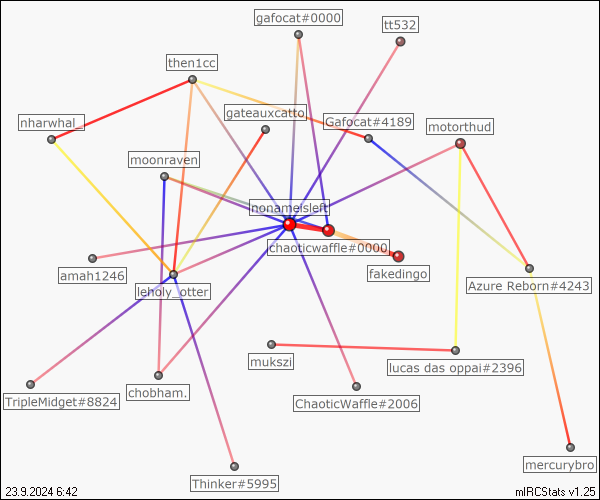 gafocat#0000
tt532
then1cc
gateauxcatto
nharwhal_
Gafocat#4189
motorthud
moonraven
nonameisleft
chaoticwaffle#0000
amah1246
fakedingo
leholy_otter
Azure Reborn#4243
mukszi
lucas das oppai#2396
TripleMidget#8824
chobham.
ChaoticWaffle#2006
mercurybro
Thinker#5995
23.9.2024 6:42
mIRCStats v1.25